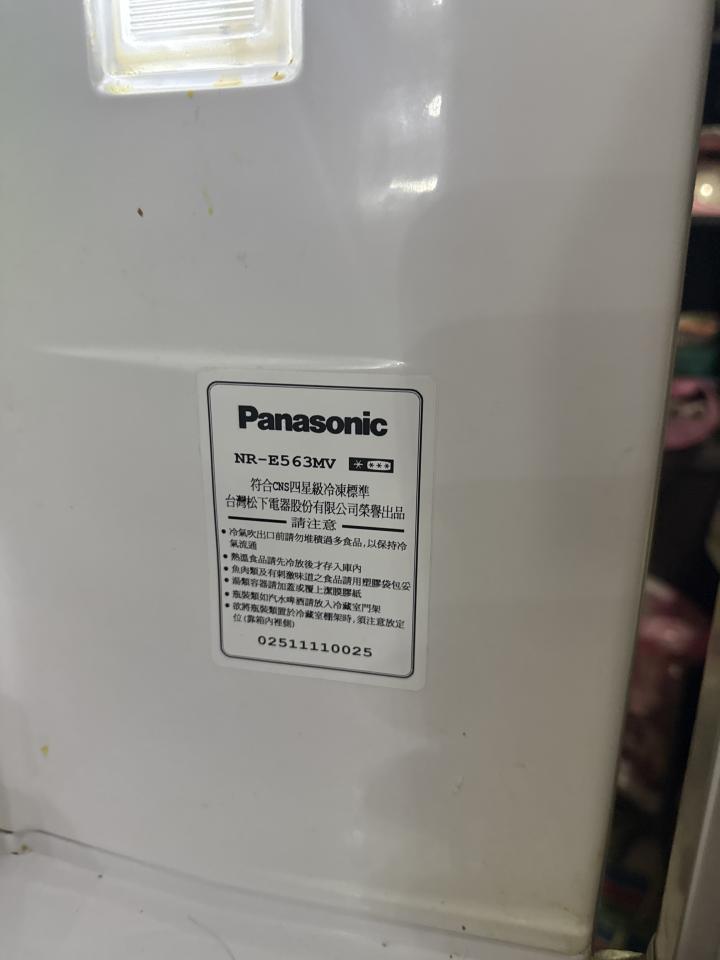 Panasonic
NR-E563MV ＊ ＊＊＊
符合CNS四星級冷凍標準
台灣松下電器股份有限公司榮譽出品
請注意
• 冷氣吹出口前請勿堆積過多食品,以保持冷
氣流通
• 熱溫食品請先冷放後才存入庫內
• 魚肉類及有刺激味道之食品請用塑膠袋包妥
• 湯類容器請加蓋或覆上潔膜膠紙
• 瓶裝類如汽水啤酒請放入冷藏室門架
• 欲將瓶裝類置於冷藏室棚架時,須注意放定
位(靠箱內裡側)
02511110025